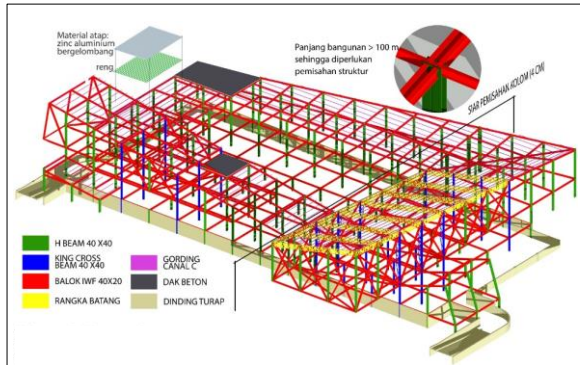 Material atap:
zinc aluminium
bergelombang
reng
Panjang bangunan > 100 m
sehingga diperlukan
pemisahan struktur
SIAR PEMISAHAN KOLOM (4 CM)
H BEAM 40 X40
KING CROSS
BEAM 40 X40
BALOK IWF 40X20
RANGKA BATANG
GORDING
CANAL C
DAK BETON
DINDING TURAP